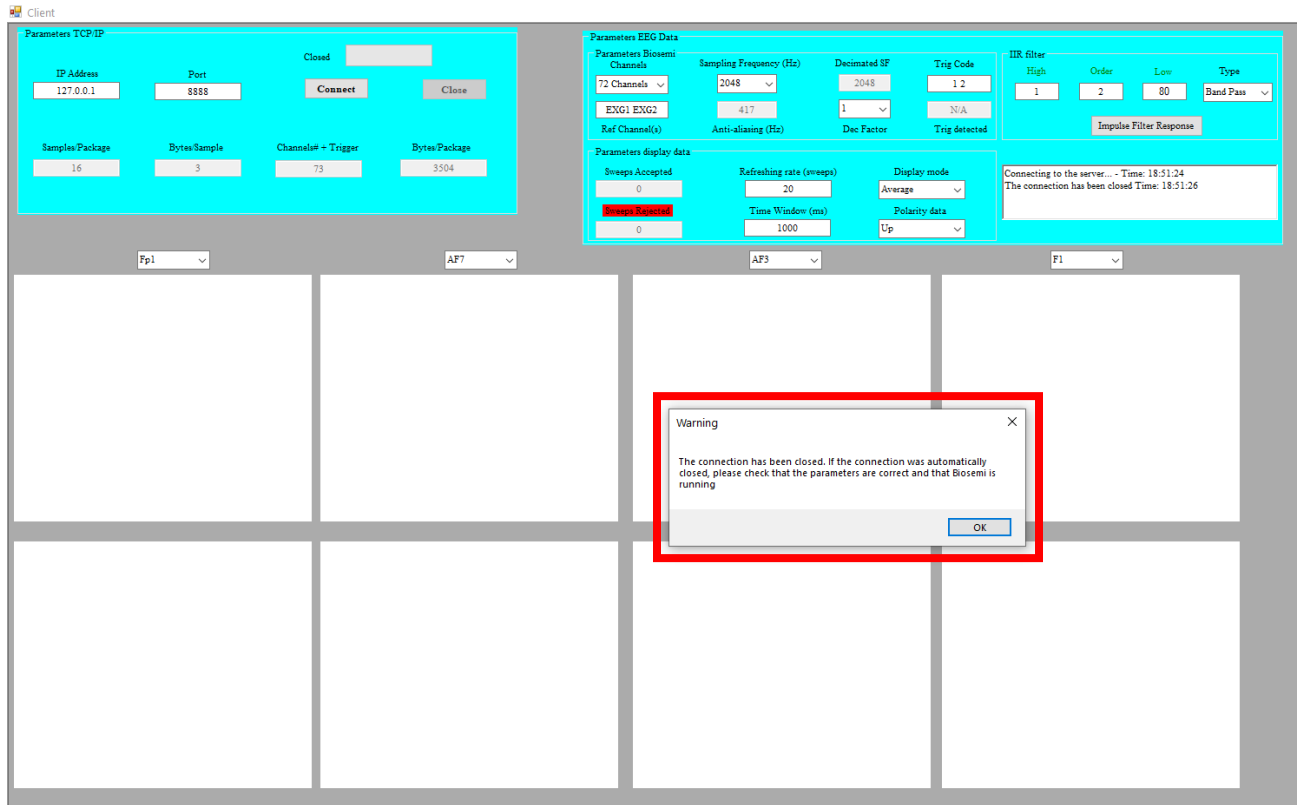 Client
Parameters TCP/IP
Closed
IP Address
Port
127.0.0.1
8888
Connect
Close
Samples/Package
Bytes/Sample
Channels# + Trigger
Bytes/Package
16
3
73
3504
Parameters EEG Data
Parameters Biosemi
Channels
Sampling Frequency (Hz)
Decimated SF
Trig Code
72 Channels
2048
2048
1 2
EXG1 EXG2
417
1
N/A
Ref Channel(s)
Anti-aliasing (Hz)
Dec Factor
Trig detected
IIR filter
High
Order
Low
Type
1
2
80
Band Pass
Impulse Filter Response
Parameters display data
Sweeps Accepted
Refreshing rate (sweeps)
Display mode
0
20
Average
Sweeps Rejected
Time Window (ms)
Polarity data
0
1000
Up
Connecting to the server... - Time: 18:51:24
The connection has been closed Time: 18:51:26
Fp1
AF7
AF3
F1
Warning
The connection has been closed. If the connection was automatically
closed, please check that the parameters are correct and that Biosemi is
running
OK